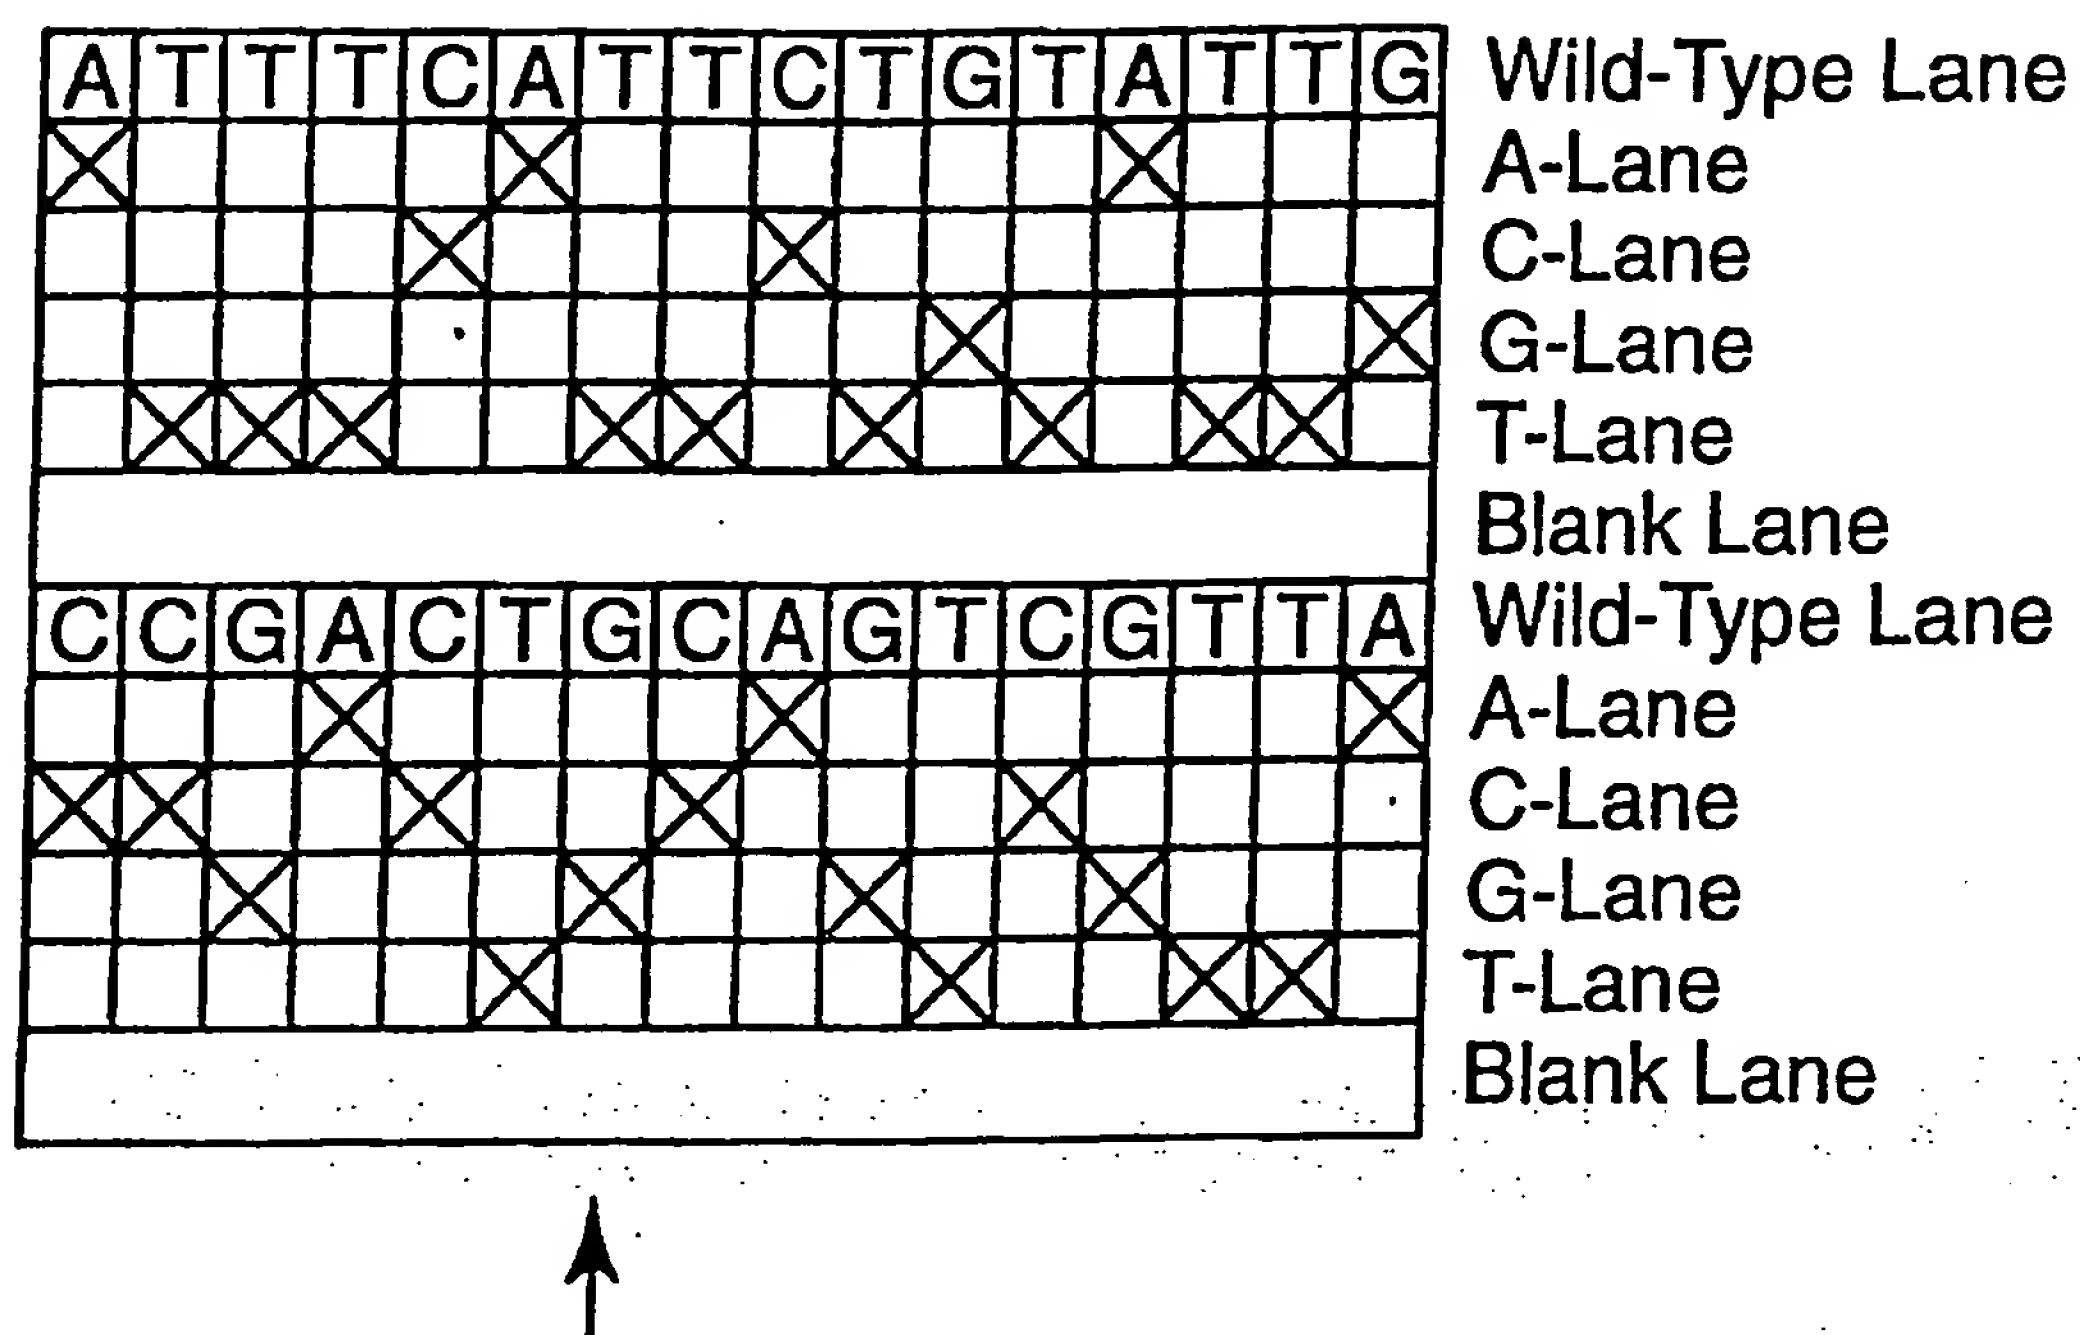 A T T T C A T T C T G T A T T G Wild-Type Lane
A-Lane
C-Lane
G-Lane
T-Lane
Blank Lane
C C G A C T G C A G T C G T T A Wild-Type Lane
A-Lane
C-Lane
G-Lane
T-Lane
Blank Lane